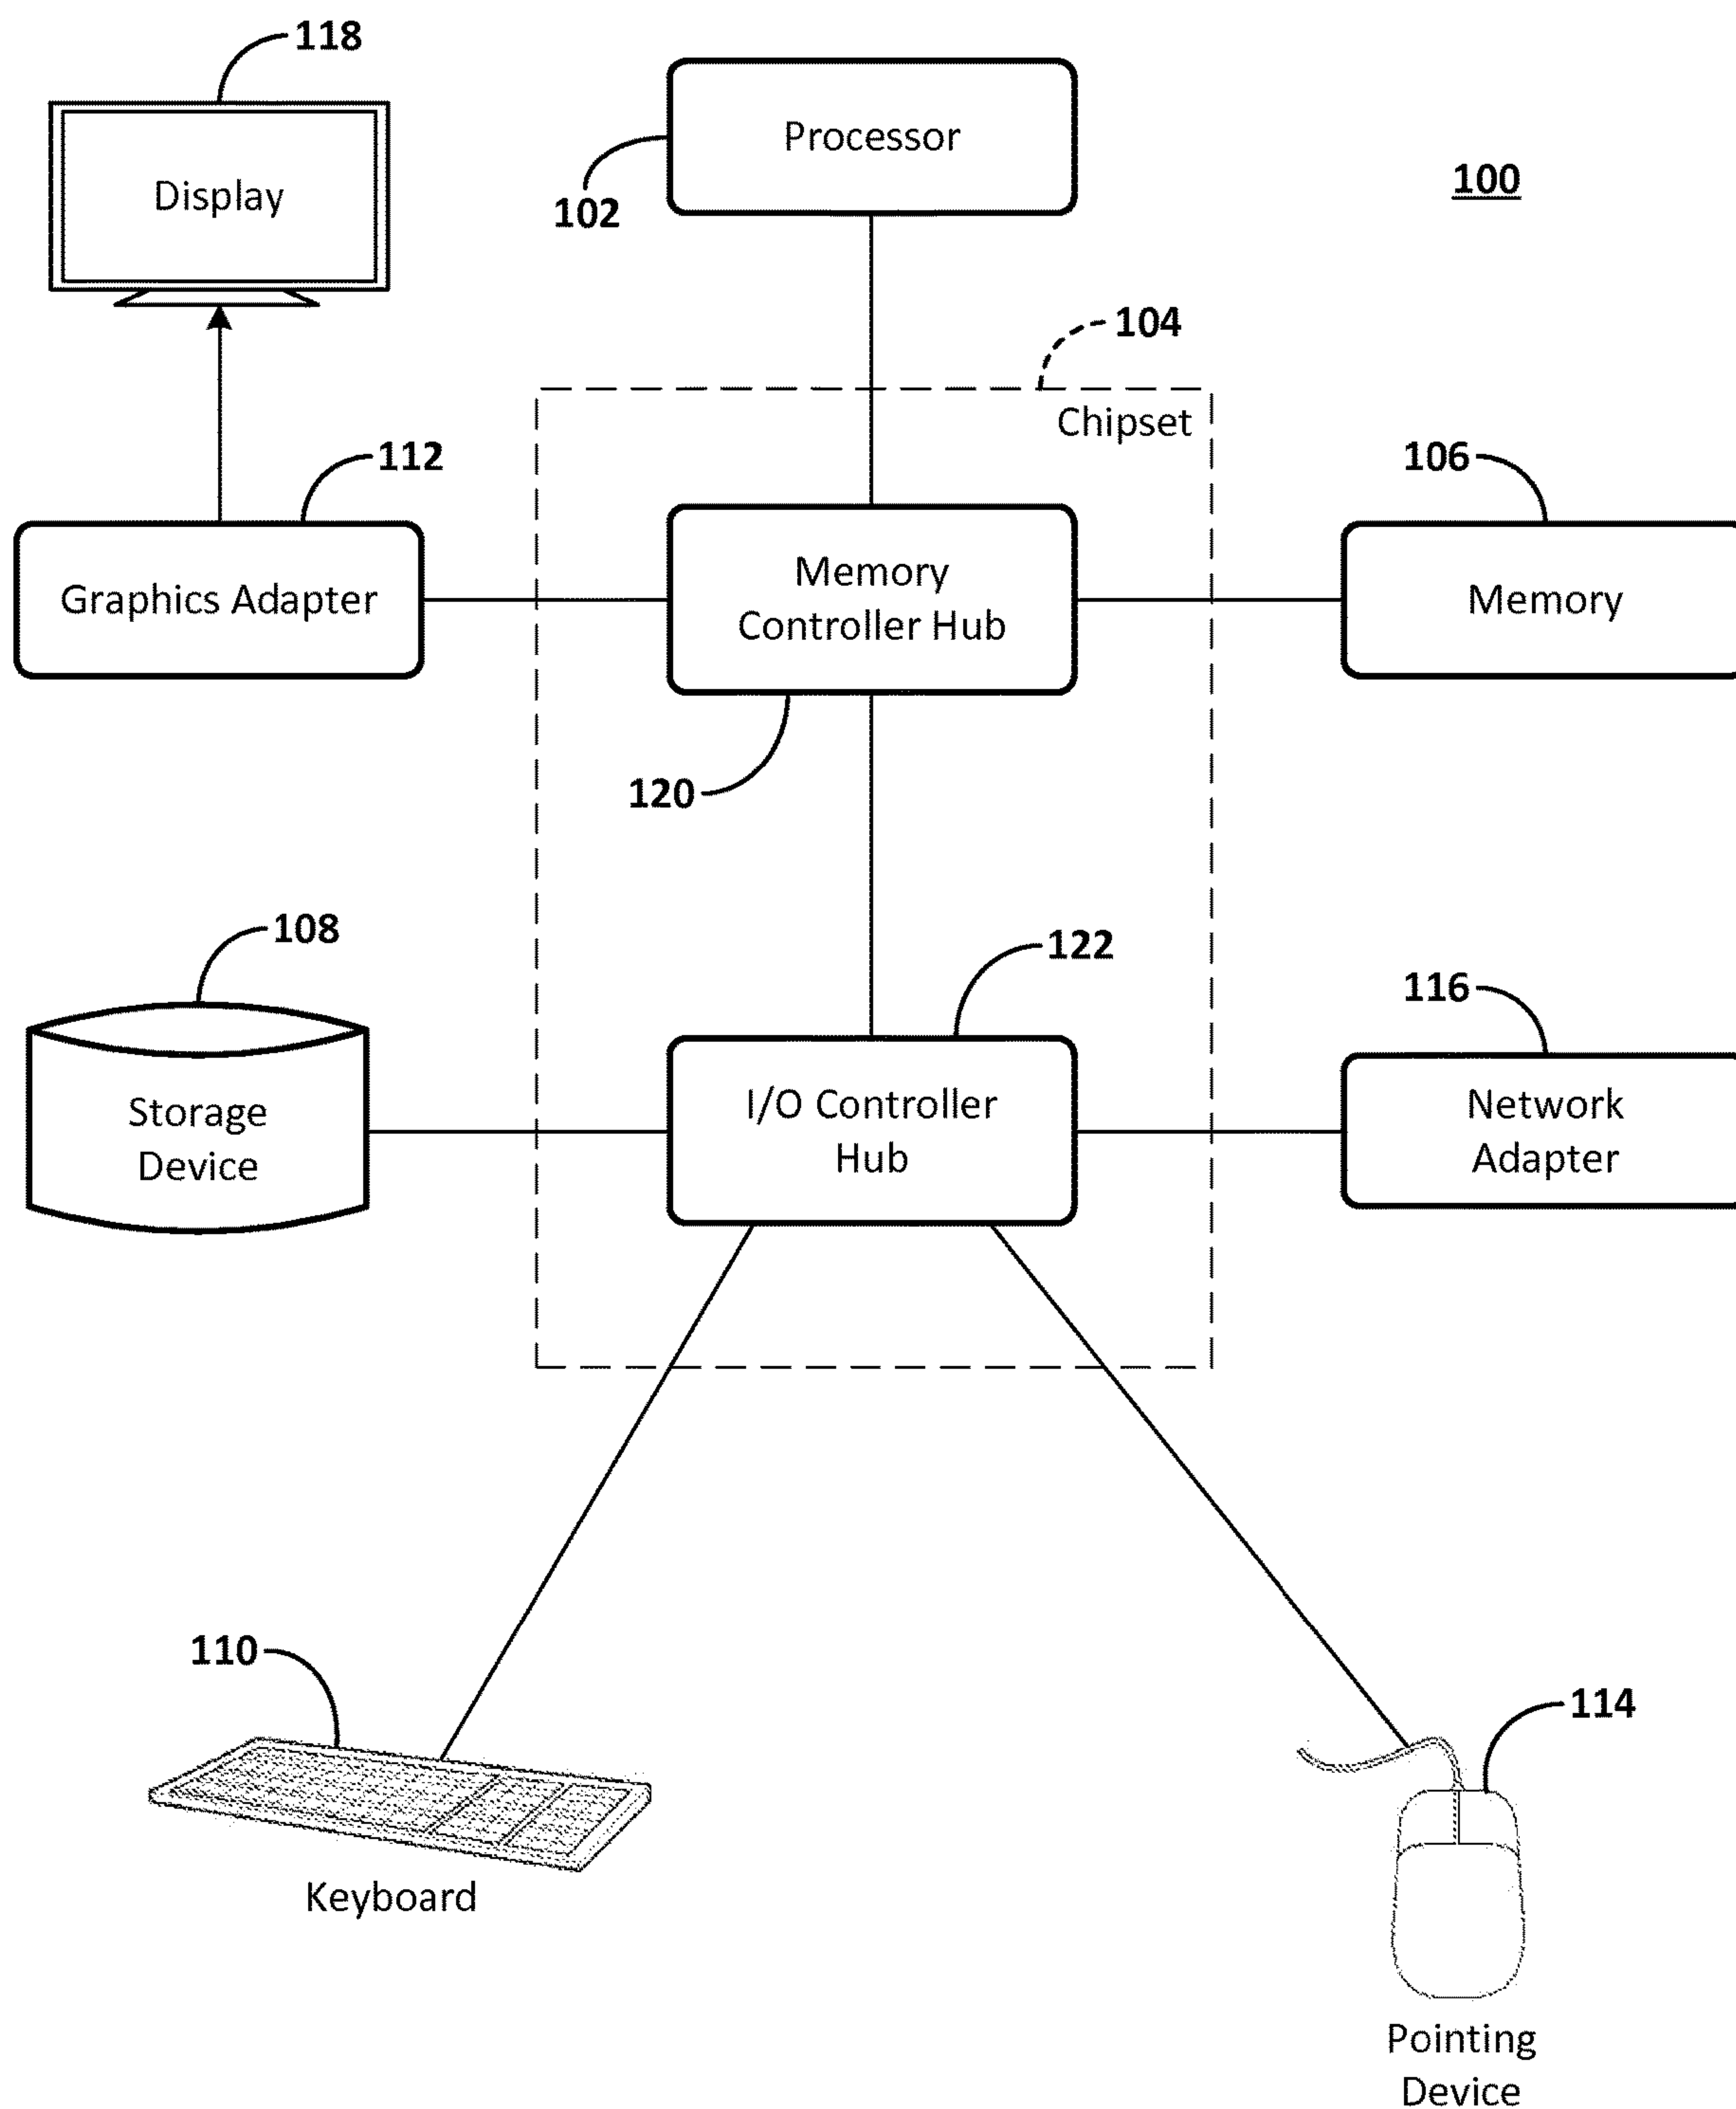 118
Processor
Display
100
102
104
Chipset
112
106
Graphics Adapter
Memory
Controller Hub
Memory
120
108
122
116
Storage
Device
I/O Controller
Hub
Network
Adapter
110
114
Keyboard
Pointing
Device